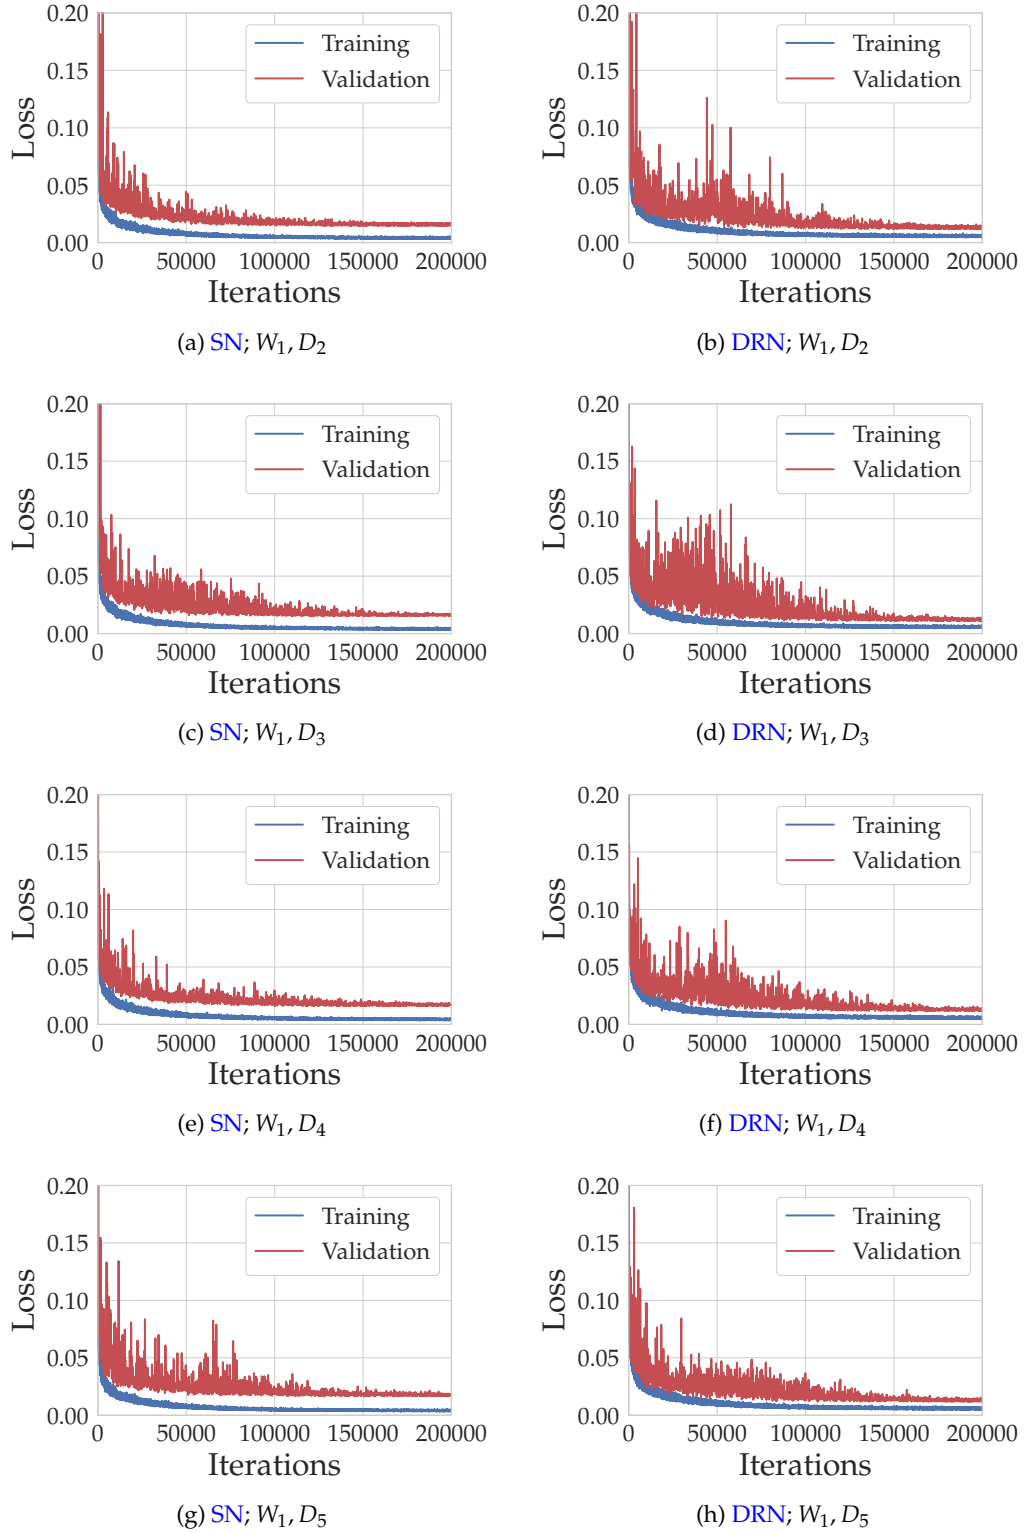 0.20
0.15
0.10
0.05
0.00
Loss
Training
Validation
0 50000 100000 150000 200000
Iterations
(a) SN; W₁, D₂
0.20
0.15
0.10
0.05
0.00
Loss
Training
Validation
0 50000 100000 150000 200000
Iterations
(b) DRN; W₁, D₂
0.20
0.15
0.10
0.05
0.00
Loss
Training
Validation
0 50000 100000 150000 200000
Iterations
(c) SN; W₁, D₃
0.20
0.15
0.10
0.05
0.00
Loss
Training
Validation
0 50000 100000 150000 200000
Iterations
(d) DRN; W₁, D₃
0.20
0.15
0.10
0.05
0.00
Loss
Training
Validation
0 50000 100000 150000 200000
Iterations
(e) SN; W₁, D₄
0.20
0.15
0.10
0.05
0.00
Loss
Training
Validation
0 50000 100000 150000 200000
Iterations
(f) DRN; W₁, D₄
0.20
0.15
0.10
0.05
0.00
Loss
Training
Validation
0 50000 100000 150000 200000
Iterations
(g) SN; W₁, D₅
0.20
0.15
0.10
0.05
0.00
Loss
Training
Validation
0 50000 100000 150000 200000
Iterations
(h) DRN; W₁, D₅